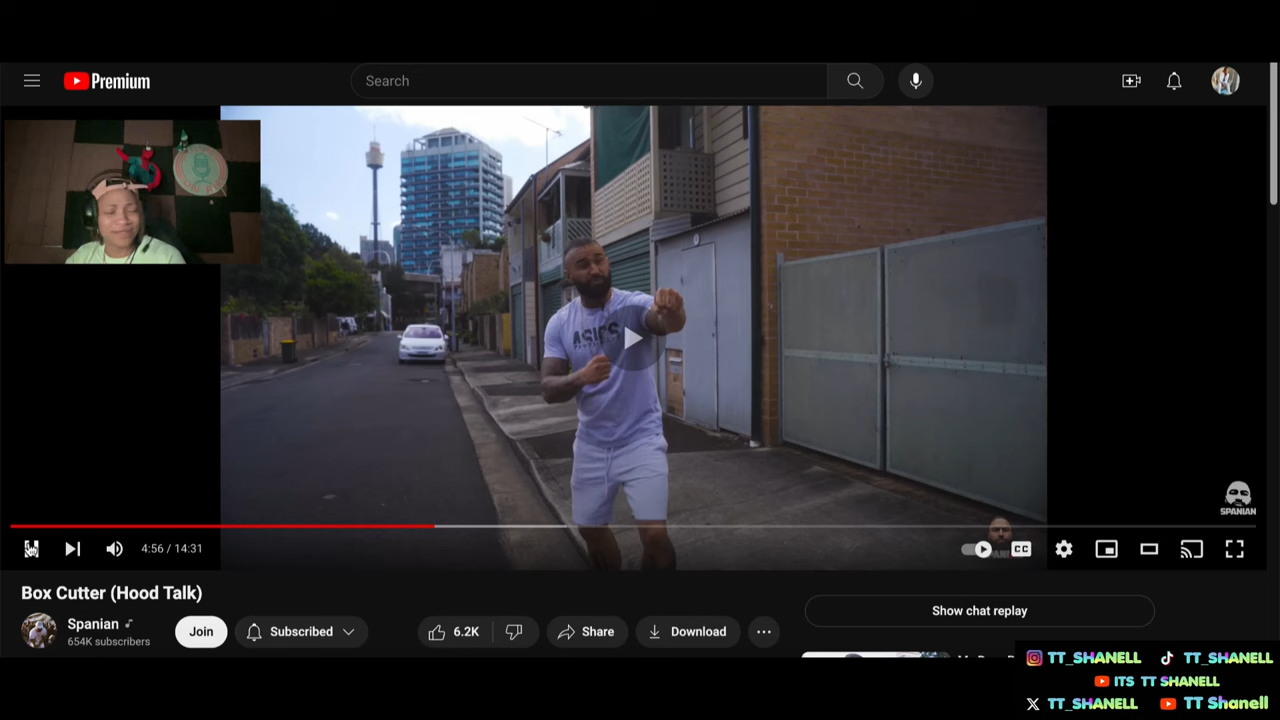 Premium
Search
ASICS
SPANIAN
4:56 / 14:31
CC
Box Cutter (Hood Talk)
Spanian
654K subscribers
Join
Subscribed
6.2K
Share
Download
Show chat replay
TT_SHANELL
TT_SHANELL
ITS TT SHANELL
TT_SHANELL
TT Shanell